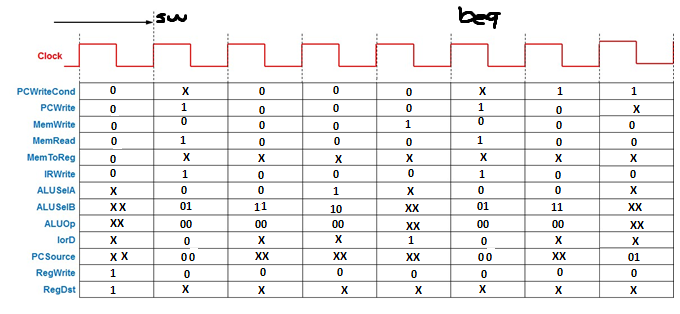 sw beq
Clock
PCWriteCond 0 X 0 0 0 X 1 1
PCWrite 0 1 0 0 0 1 0 X
MemWrite 0 0 0 0 1 0 0 0
MemRead 0 1 0 0 0 1 0 0
MemToReg 0 X X X X X X X
IRWrite 0 1 0 0 0 1 0 0
ALUSelA X 0 0 1 X 0 0 X
ALUSelB XX 01 11 10 XX 01 11 XX
ALUOp XX 00 00 00 XX 00 00 XX
IorD X 0 X X 1 0 X X
PCSource XX 00 XX XX XX 00 XX 01
RegWrite 1 0 0 0 0 0 0 0
RegDst 1 X X X X X X X